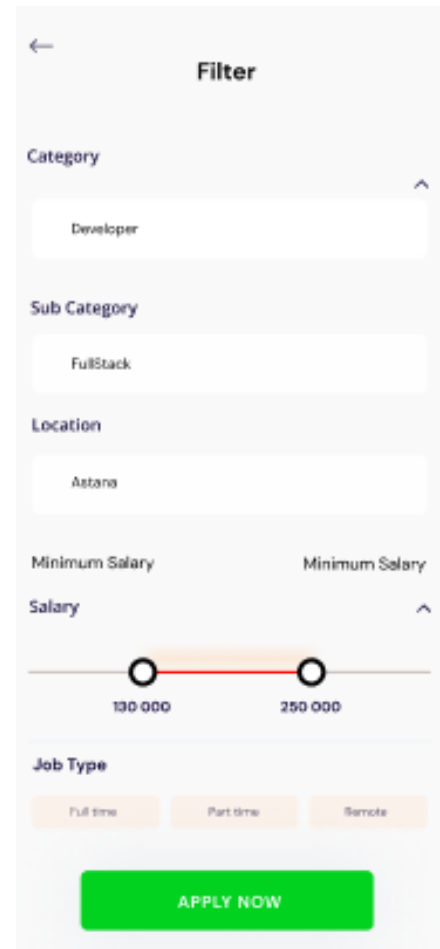 Filter
Category
Developer
Sub Category
FullStack
Location
Astana
Minimum Salary Minimum Salary
Salary
130 000 250 000
Job Type
Full time Part time Remote
APPLY NOW